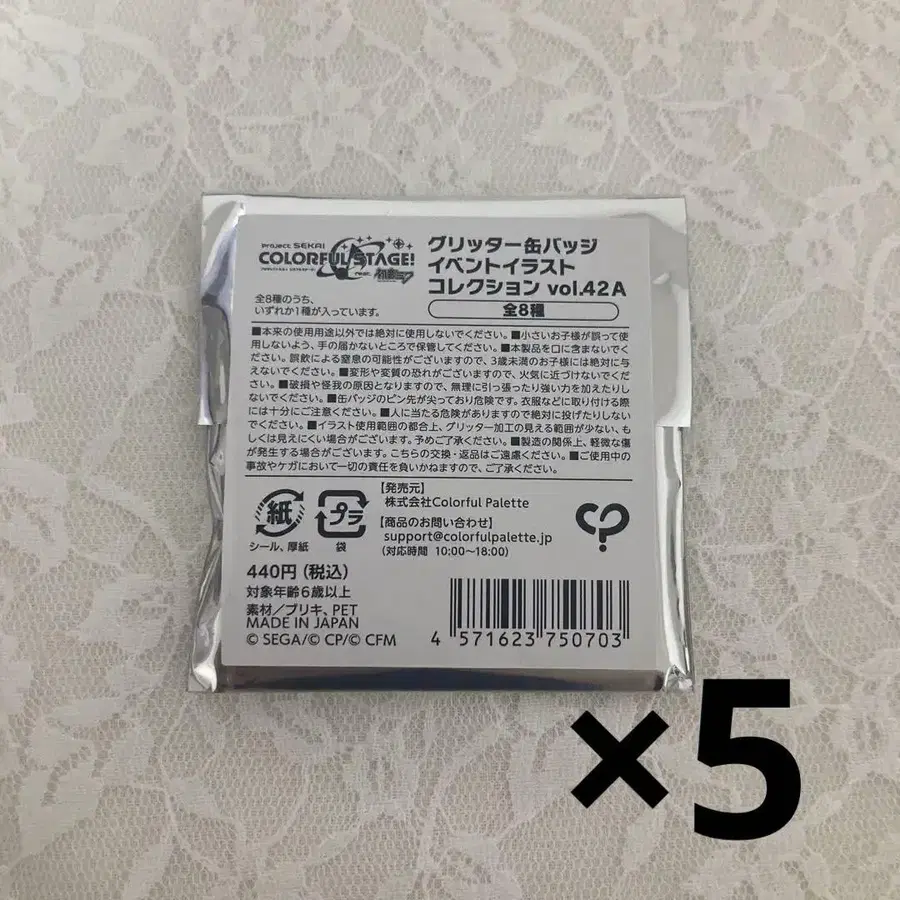 Project SEKAI
COLORFUL STAGE!
feat. 初音ミク
グリッター缶バッジ
イベントイラスト
コレクション vol.42A
全8種
全8種のうち、
いずれか1種が入っています。
■本来の使用用途以外では絶対に使用しないでください。■小さいお子様が誤って使
用しないよう、手の届かないところで保管してください。■本製品を口に含まないでく
ださい。誤飲による窒息の可能性がございますので、3歳未満のお子様には絶対に与
えないでください。■変形や変質の恐れがございますので、火気に近づけないでくだ
さい。■破損や怪我の原因となりますので、無理に引っ張ったり強い力を加えたりし
ないでください。■缶バッジのピン先が尖っており危険です。衣服などに取り付ける際
には十分にご注意ください。■人に当たる危険がありますので絶対に投げたりしない
でください。■イラスト使用範囲の都合上、グリッター加工の見える範囲が少ない、も
しくは見えにくい場合がございます。予めご了承ください。■製造の関係上、軽微な傷
が発生する場合がございます。こちらの交換・返品はご遠慮ください。■ご使用中の
事故やケガにおいて一切の責任を負いかねますので、ご了承ください。
紙
シール、厚紙
プラ
袋
【発売元】
株式会社Colorful Palette
【商品のお問い合わせ】
support@colorfulpalette.jp
(対応時間 10:00～18:00)
440円(税込)
対象年齢6歳以上
素材/ブリキ、PET
MADE IN JAPAN
© SEGA/© CP/© CFM
4 571623 750703
×5